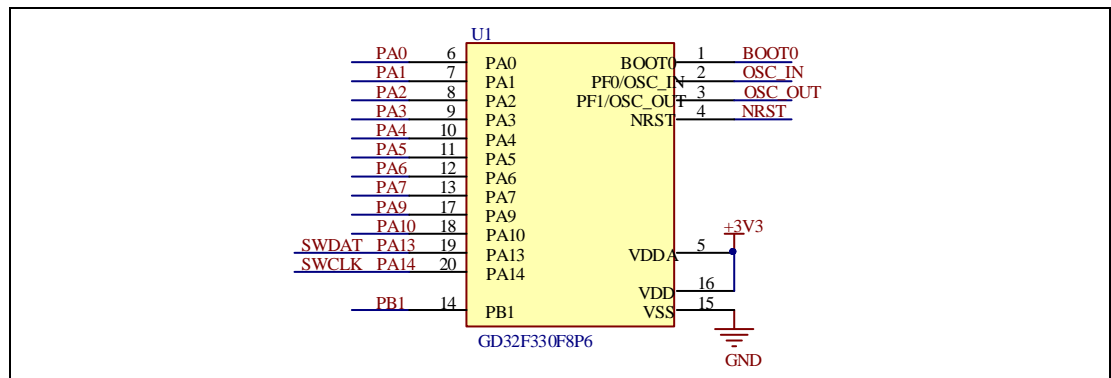 U1
PA0 6 PA0 BOOT0 1 BOOT0
PA1 7 PA1 PF0/OSC_IN 2 OSC_IN
PA2 8 PA2 PF1/OSC_OUT 3 OSC_OUT
PA3 9 PA3 NRST 4 NRST
PA4 10 PA4
PA5 11 PA5
PA6 12 PA6
PA7 13 PA7
PA9 17 PA9
PA10 18 PA10 +3V3
SWDAT PA13 19 PA13 VDDA 5
SWCLK PA14 20 PA14
VDD 16
PB1 14 PB1 VSS 15
GD32F330F8P6
GND